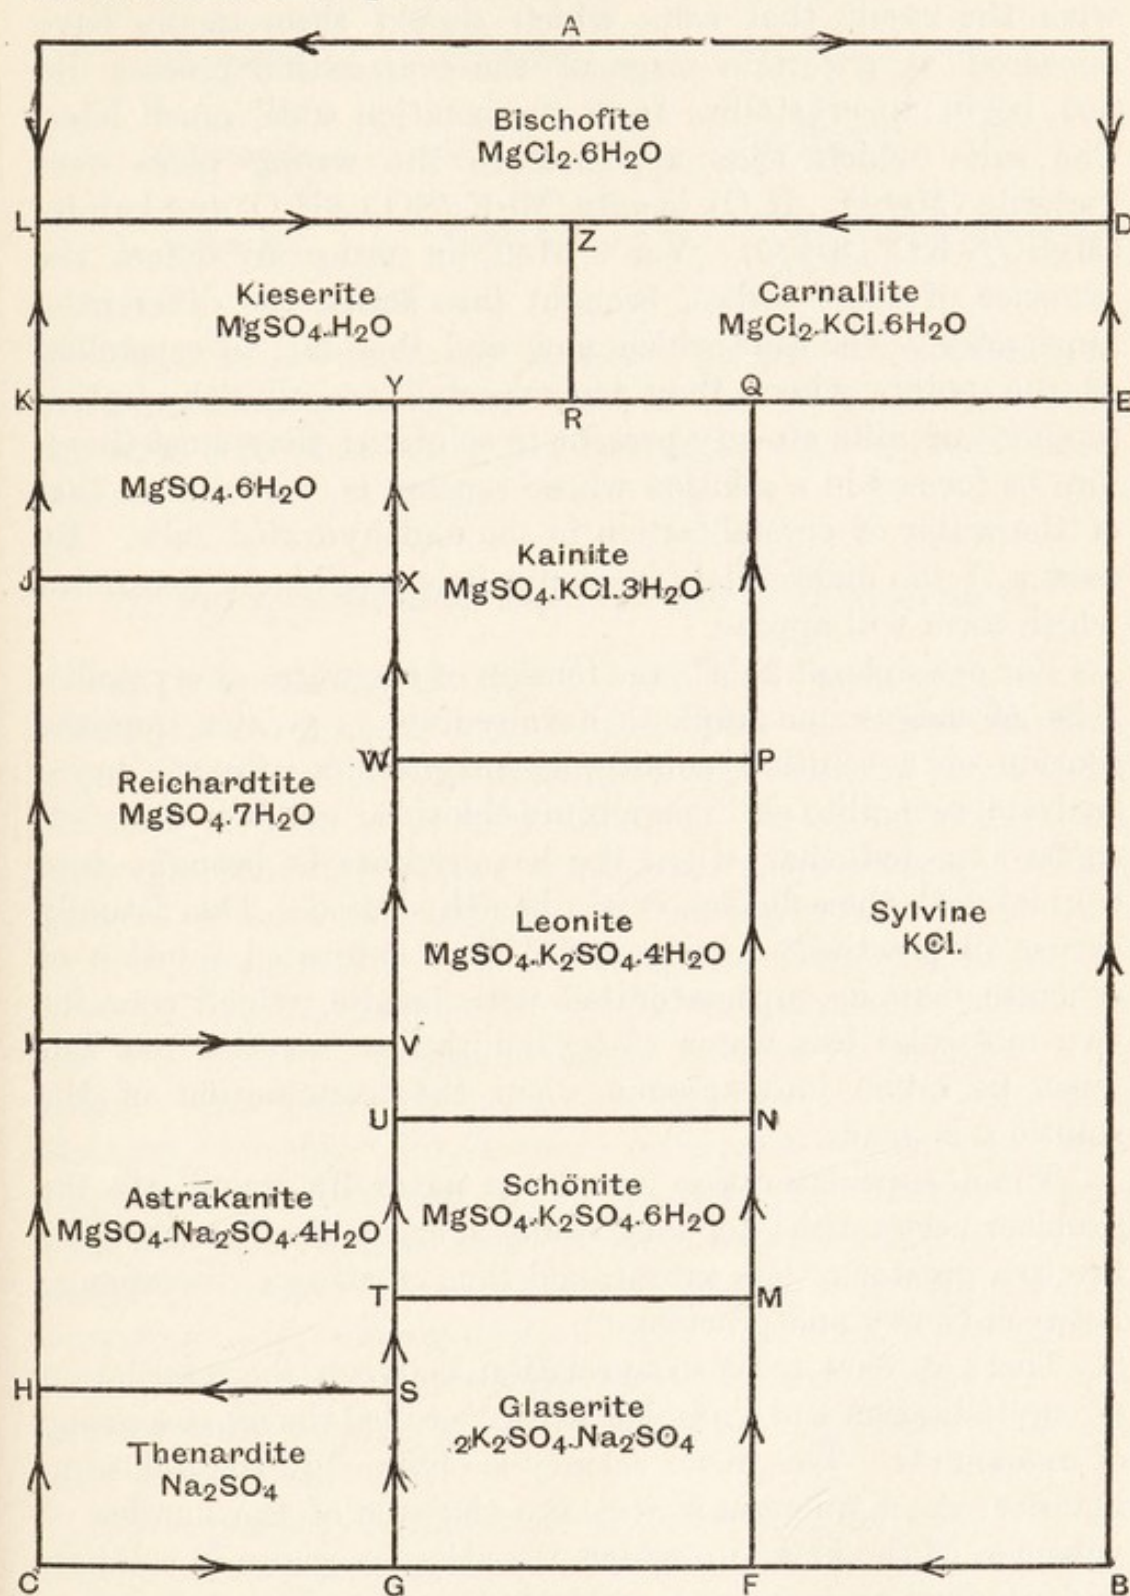 A
Bischofite
MgCl₂.6H₂O
L
Z
D
Kieserite
MgSO₄.H₂O
Carnallite
MgCl₂.KCl.6H₂O
K
Y
R
Q
E
MgSO₄.6H₂O
J
X
Kainite
MgSO₄.KCl.3H₂O
W
P
Reichardtite
MgSO₄.7H₂O
Leonite
MgSO₄.K₂SO₄.4H₂O
Sylvine
KCl.
I
V
U
N
Astrakanite
MgSO₄.Na₂SO₄.4H₂O
Schönite
MgSO₄.K₂SO₄.6H₂O
T
M
H
S
Glaserite
2K₂SO₄.Na₂SO₄
Thenardite
Na₂SO₄
C
G
F
B